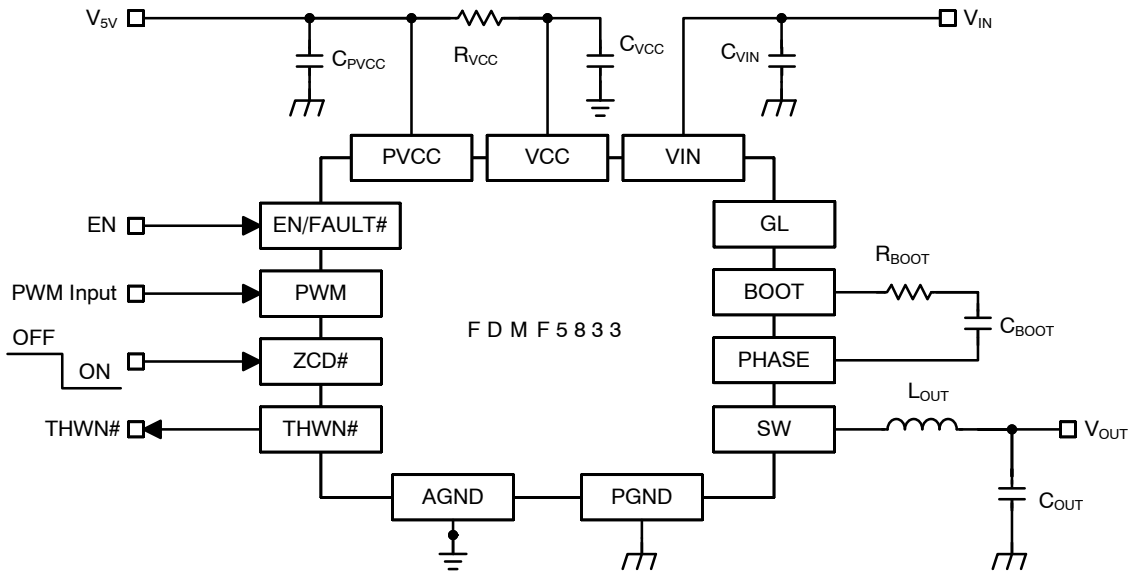 V5V
CPVCC
RVCC
CVCC
CVIN
VIN
PVCC
VCC
VIN
EN
EN/FAULT#
GL
PWM Input
PWM
BOOT
RBOOT
CBOOT
FDMF5833
OFF
ON
ZCD#
PHASE
LOUT
THWN#
THWN#
SW
VOUT
AGND
PGND
COUT